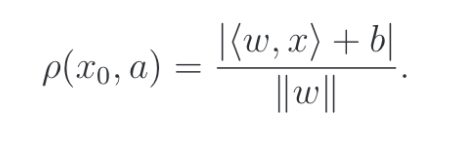 ρ(x₀, a) = |⟨w, x⟩ + b| / ‖w‖.